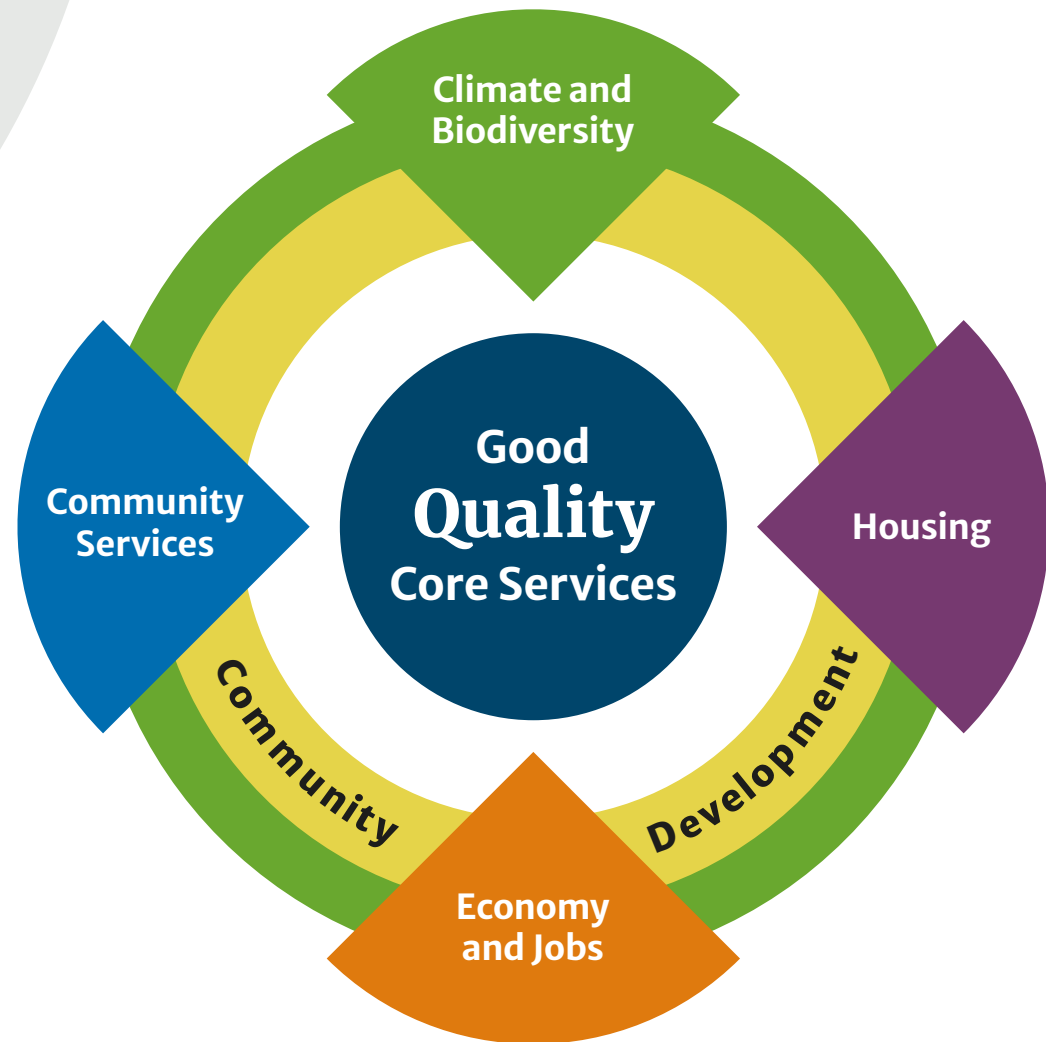 Climate and
Biodiversity
Community
Services
Good
Quality
Core Services
Housing
Community
Development
Economy
and Jobs